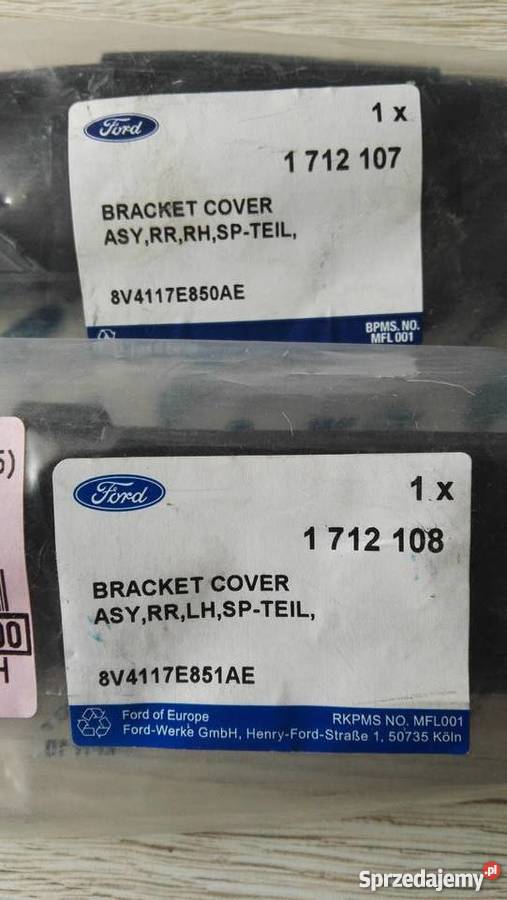 Ford
1 x
1 712 107
BRACKET COVER
ASY,RR,RH,SP-TEIL,
8V4117E850AE
BPMS. NO.
MFL 001
5)
00
H
Ford
1 x
1 712 108
BRACKET COVER
ASY,RR,LH,SP-TEIL,
8V4117E851AE
Ford of Europe
RKPMS NO. MFL001
Ford-Werke GmbH, Henry-Ford-Straße 1, 50735 Köln
Sprzedajemy.pl